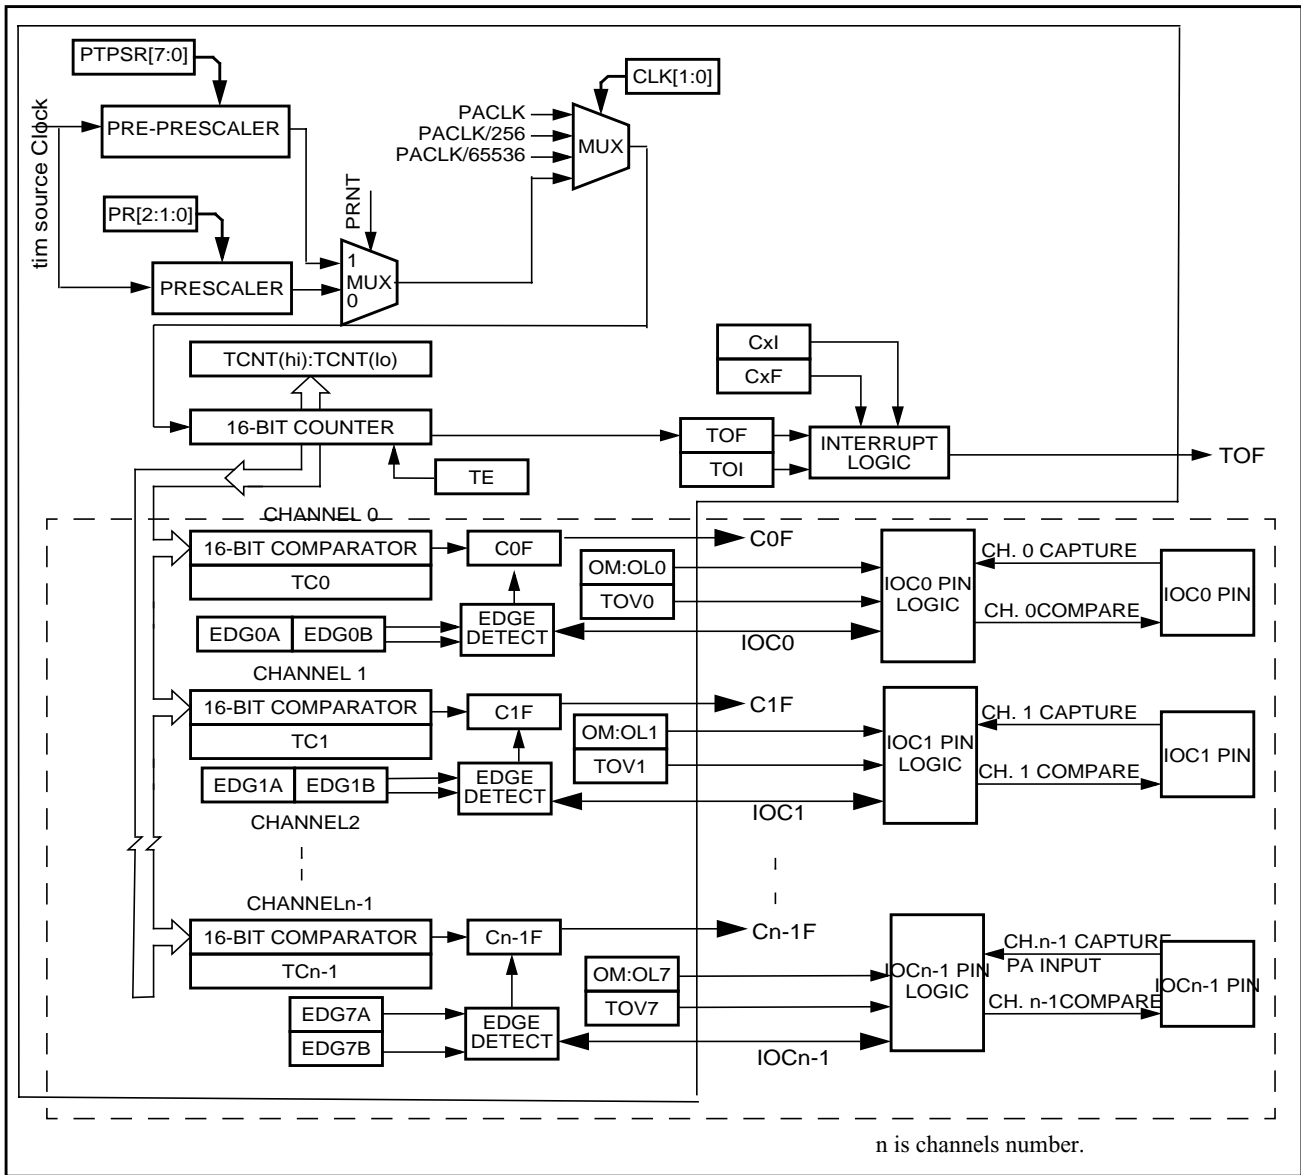 PTPSR[7:0]
CLK[1:0]
tim source Clock
PRE-PRESCALER
PACLK
PACLK/256
PACLK/65536
MUX
PR[2:1:0]
PRNT
PRESCALER
1
MUX
0
TCNT(hi):TCNT(lo)
CxI
CxF
16-BIT COUNTER
TOF
TOI
INTERRUPT
LOGIC
TOF
TE
CHANNEL 0
16-BIT COMPARATOR
TC0
C0F
C0F
OM:OL0
TOV0
IOC0 PIN
LOGIC
CH. 0 CAPTURE
CH. 0COMPARE
IOC0 PIN
EDG0A
EDG0B
EDGE
DETECT
IOC0
CHANNEL 1
16-BIT COMPARATOR
TC1
C1F
C1F
OM:OL1
TOV1
IOC1 PIN
LOGIC
CH. 1 CAPTURE
CH. 1 COMPARE
IOC1 PIN
EDG1A
EDG1B
EDGE
DETECT
IOC1
CHANNEL2
CHANNELn-1
16-BIT COMPARATOR
TCn-1
Cn-1F
Cn-1F
OM:OL7
TOV7
IOCn-1 PIN
LOGIC
CH.n-1 CAPTURE
PA INPUT
CH. n-1COMPARE
IOCn-1 PIN
EDG7A
EDG7B
EDGE
DETECT
IOCn-1
n is channels number.